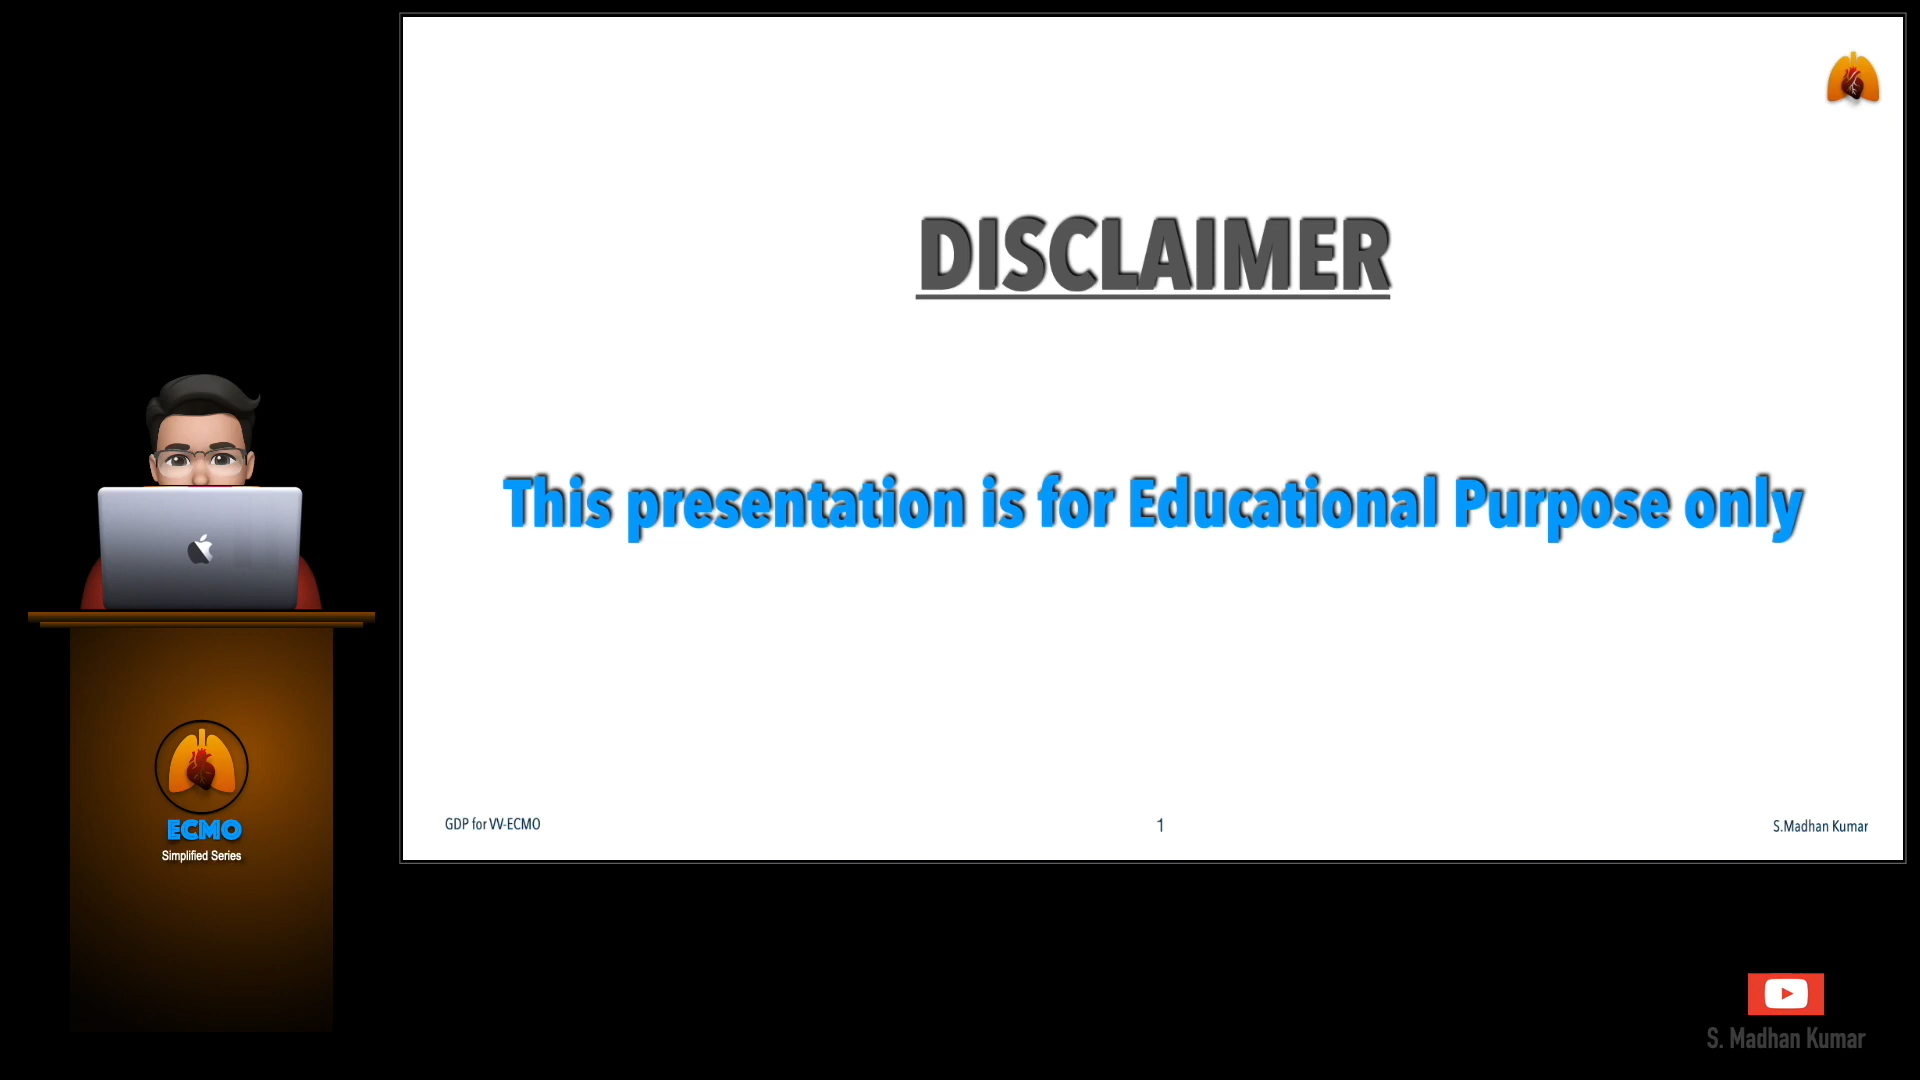 DISCLAIMER
This presentation is for Educational Purpose only
GDP for VV-ECMO
1
S.Madhan Kumar
ECMO
Simplified Series
S. Madhan Kumar